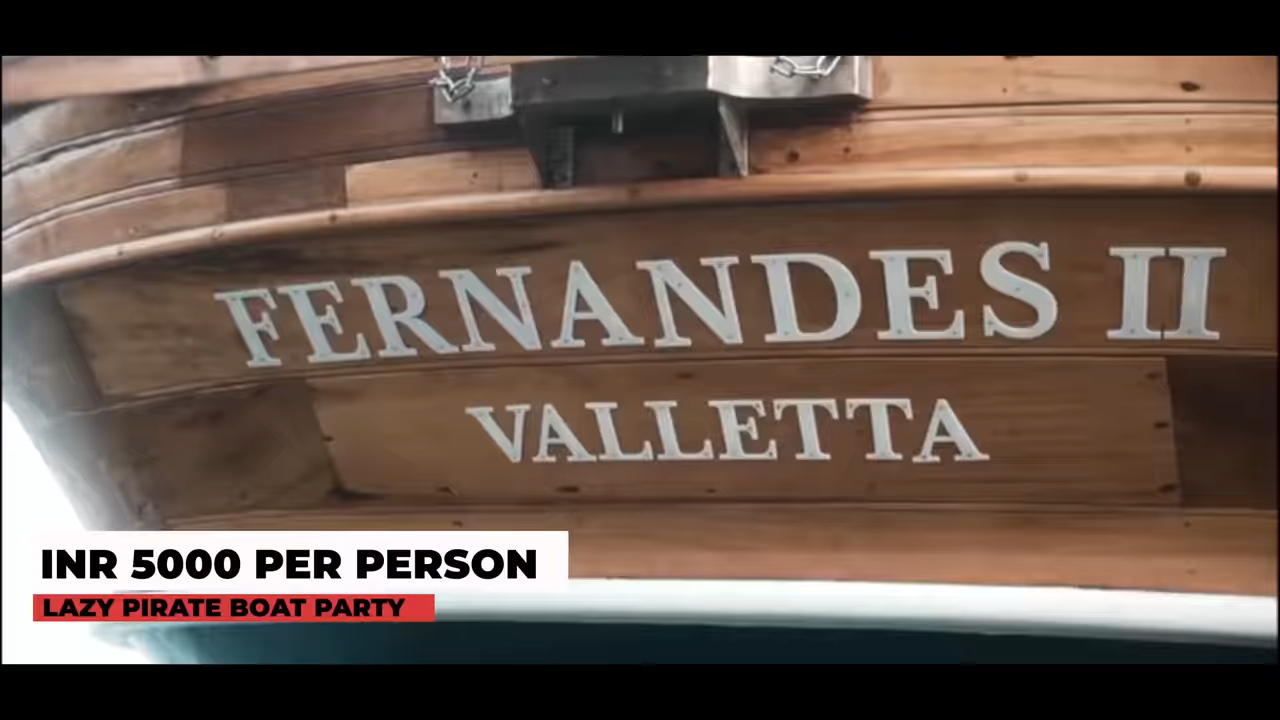 FERNANDES II
VALLETTA
INR 5000 PER PERSON
LAZY PIRATE BOAT PARTY